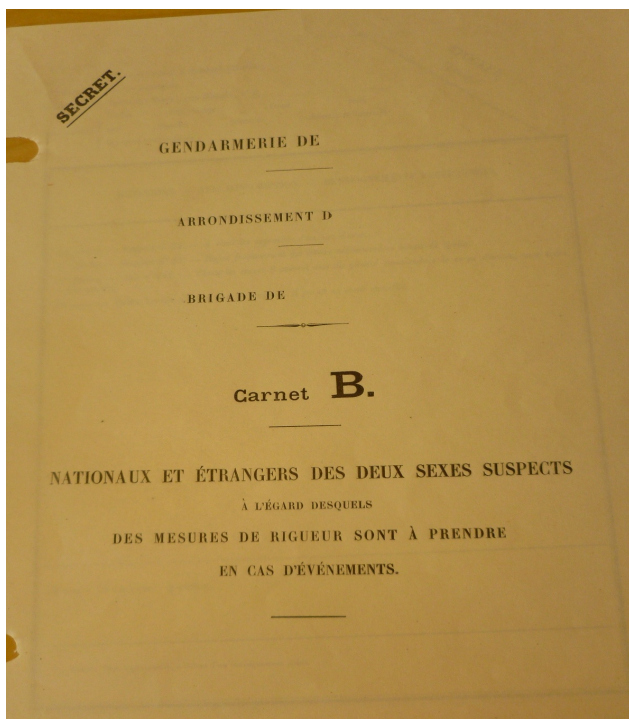 SECRET.
GENDARMERIE DE
ARRONDISSEMENT D
BRIGADE DE
Carnet B.
NATIONAUX ET ÉTRANGERS DES DEUX SEXES SUSPECTS
À L'ÉGARD DESQUELS
DES MESURES DE RIGUEUR SONT À PRENDRE
EN CAS D'ÉVÉNEMENTS.